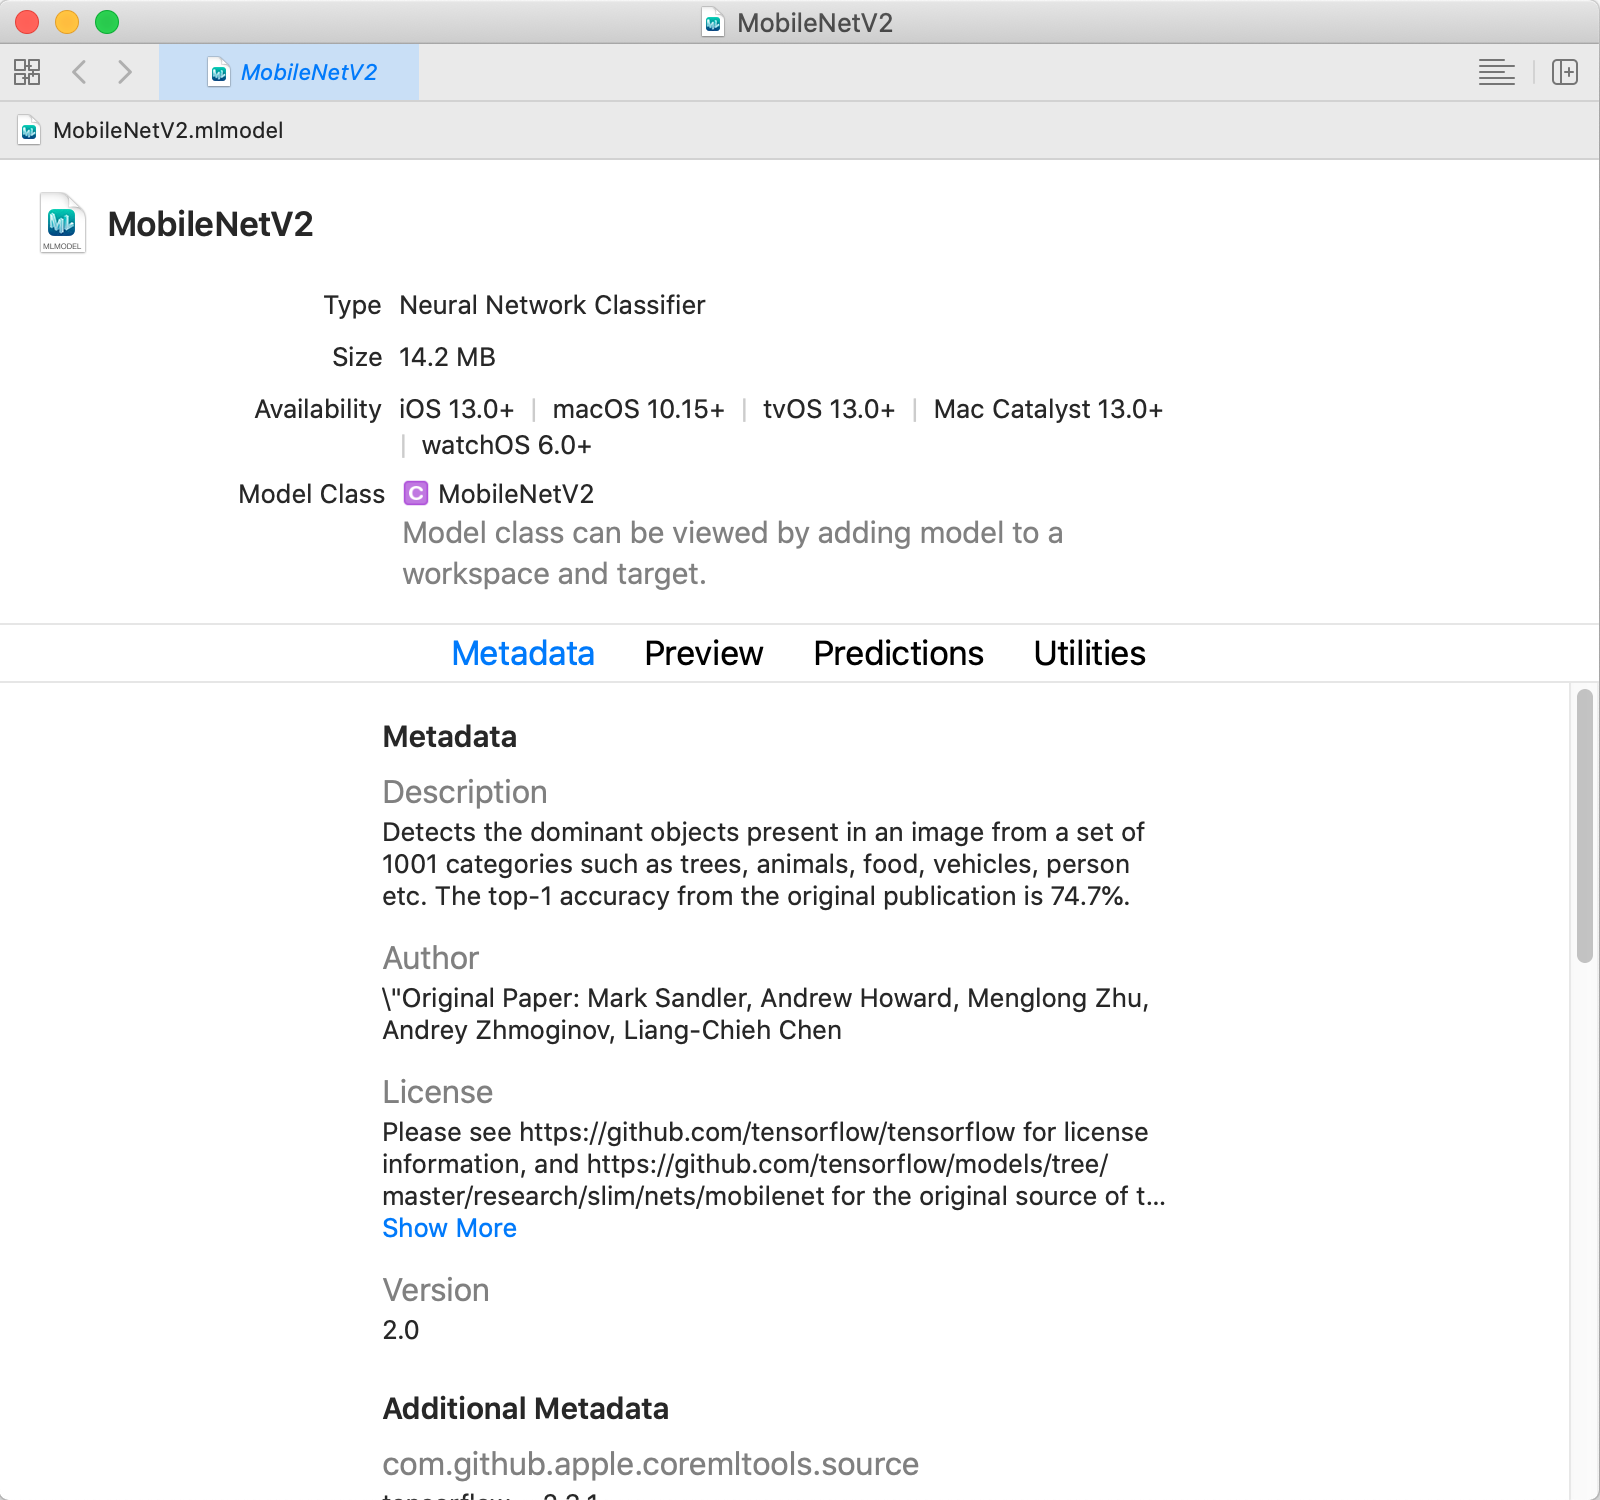 MobileNetV2
MobileNetV2
MobileNetV2.mlmodel
MLMODEL
MobileNetV2
Type Neural Network Classifier
Size 14.2 MB
Availability iOS 13.0+ | macOS 10.15+ | tvOS 13.0+ | Mac Catalyst 13.0+
| watchOS 6.0+
Model Class C MobileNetV2
Model class can be viewed by adding model to a
workspace and target.
Metadata Preview Predictions Utilities
Metadata
Description
Detects the dominant objects present in an image from a set of
1001 categories such as trees, animals, food, vehicles, person
etc. The top-1 accuracy from the original publication is 74.7%.
Author
\"Original Paper: Mark Sandler, Andrew Howard, Menglong Zhu,
Andrey Zhmoginov, Liang-Chieh Chen
License
Please see https://github.com/tensorflow/tensorflow for license
information, and https://github.com/tensorflow/models/tree/
master/research/slim/nets/mobilenet for the original source of t...
Show More
Version
2.0
Additional Metadata
com.github.apple.coremltools.source